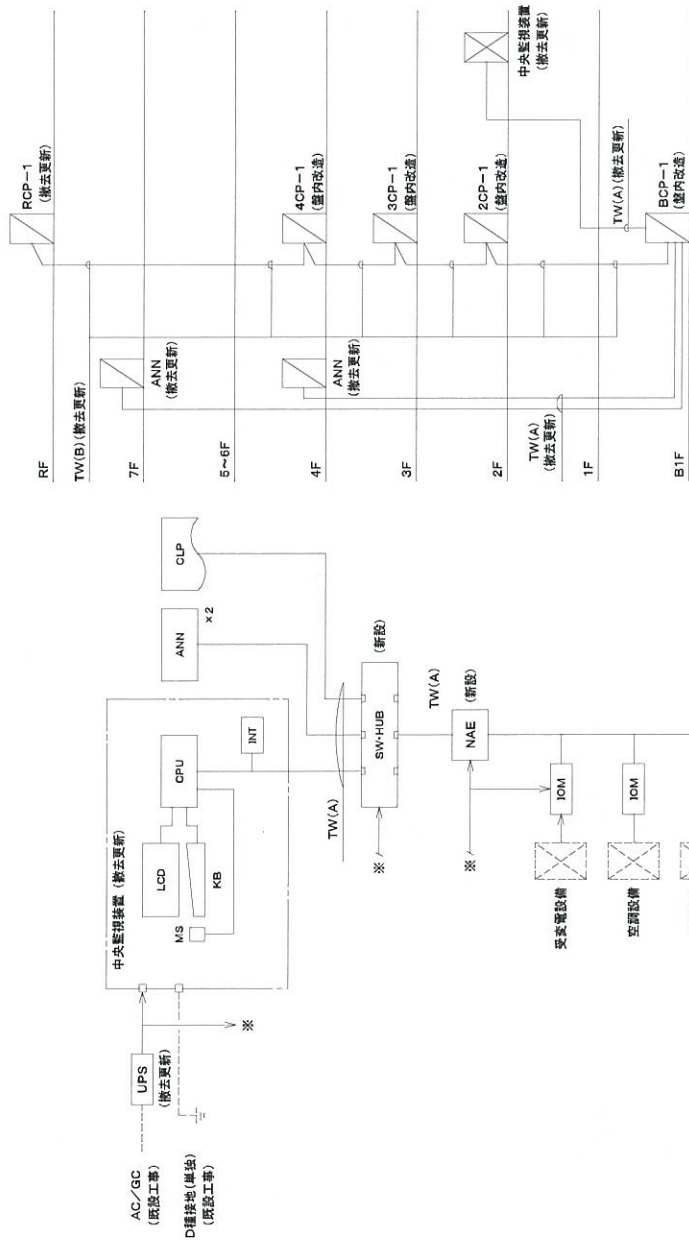 AC/GC
(既設工事)
D種接地(単独)
(既設工事)
UPS
(撤去更新)
※
中央監視装置(撤去更新)
LCD
KB
MS
CPU
INT
ANN
×2
CLP
TW(A)
SW・HUB
(新設)
※
TW(A)
NAE
(新設)
※
IOM
受変電設備
IOM
空調設備
RF
TW(B)(撤去更新)
7F
5~6F
4F
3F
2F
1F
B1F
RCP-1
(撤去更新)
ANN
(撤去更新)
4CP-1
(盤内改造)
ANN
(撤去更新)
3CP-1
(盤内改造)
2CP-1
(盤内改造)
中央監視装置
(撤去更新)
TW(A)
(撤去更新)
TW(A)(撤去更新)
BCP-1
(盤内改造)